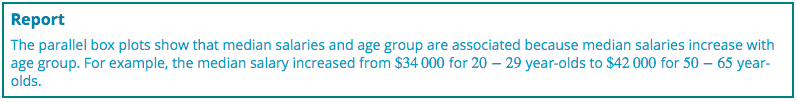 Report
The parallel box plots show that median salaries and age group are associated because median salaries increase with
age group. For example, the median salary increased from $34 000 for 20 − 29 year-olds to $42 000 for 50 − 65 year-
olds.